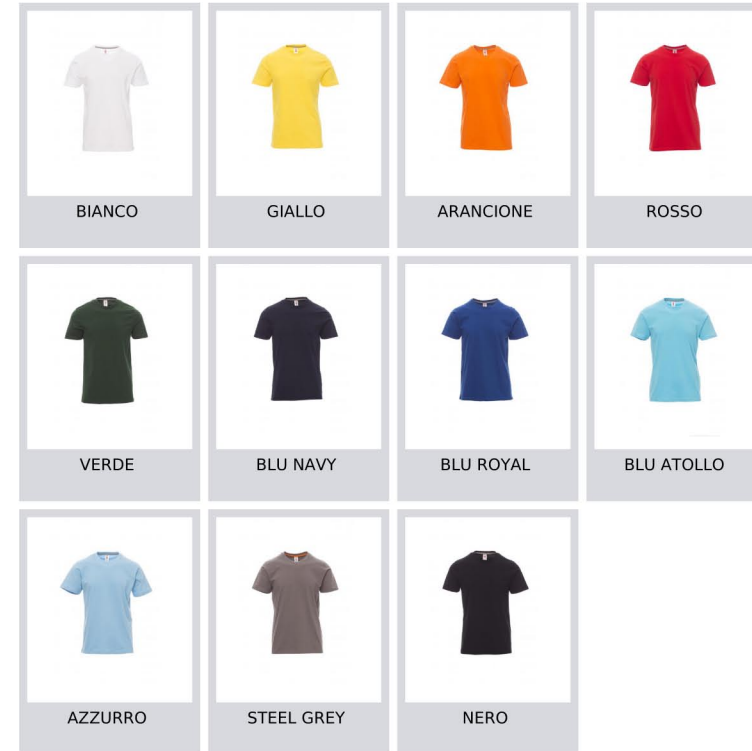 BIANCO
GIALLO
ARANCIONE
ROSSO
VERDE
BLU NAVY
BLU ROYAL
BLU ATOLLO
AZZURRO
STEEL GREY
NERO